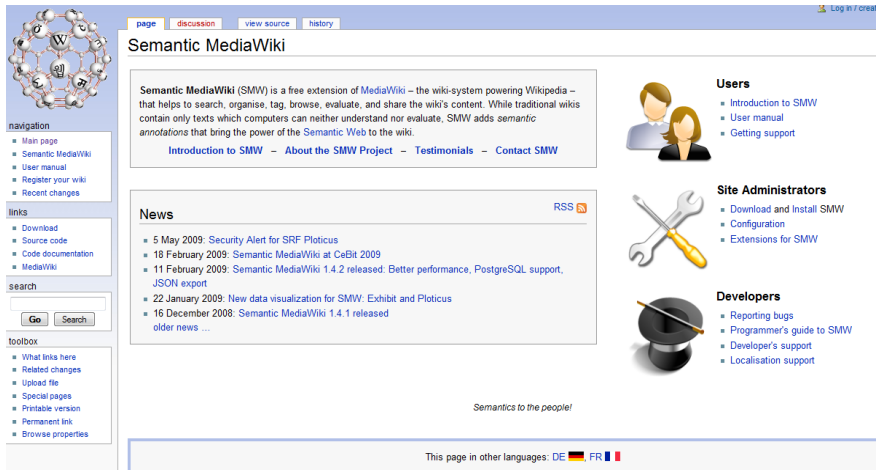 Log in / creat
page
discussion
view source
history
Semantic MediaWiki
Semantic MediaWiki (SMW) is a free extension of MediaWiki – the wiki-system powering Wikipedia –
that helps to search, organise, tag, browse, evaluate, and share the wiki's content. While traditional wikis
contain only texts which computers can neither understand nor evaluate, SMW adds semantic
annotations that bring the power of the Semantic Web to the wiki.
Introduction to SMW – About the SMW Project – Testimonials – Contact SMW
News
RSS
5 May 2009: Security Alert for SRF Ploticus
18 February 2009: Semantic MediaWiki at CeBit 2009
11 February 2009: Semantic MediaWiki 1.4.2 released: Better performance, PostgreSQL support,
JSON export
22 January 2009: New data visualization for SMW: Exhibit and Ploticus
16 December 2008: Semantic MediaWiki 1.4.1 released
older news ...
Semantics to the people!
Users
Introduction to SMW
User manual
Getting support
Site Administrators
Download and Install SMW
Configuration
Extensions for SMW
Developers
Reporting bugs
Programmer's guide to SMW
Developer's support
Localisation support
navigation
Main page
Semantic MediaWiki
User manual
Register your wiki
Recent changes
links
Download
Source code
Code documentation
MediaWiki
search
Go
Search
toolbox
What links here
Related changes
Upload file
Special pages
Printable version
Permanent link
Browse properties
This page in other languages: DE , FR